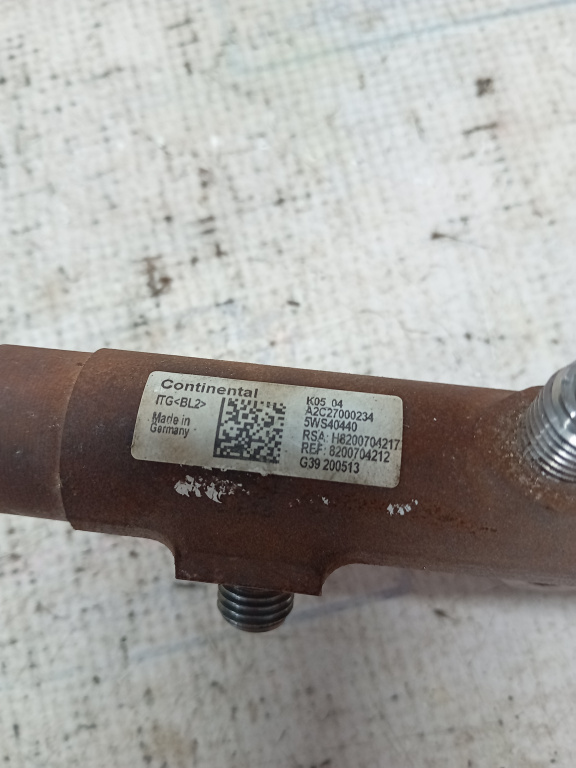 Continental
ITG<BL2>
Made in
Germany
K05 04
A2C27000234
5WS40440
RSA: H8200704217
REF: 8200704212
G39 200513